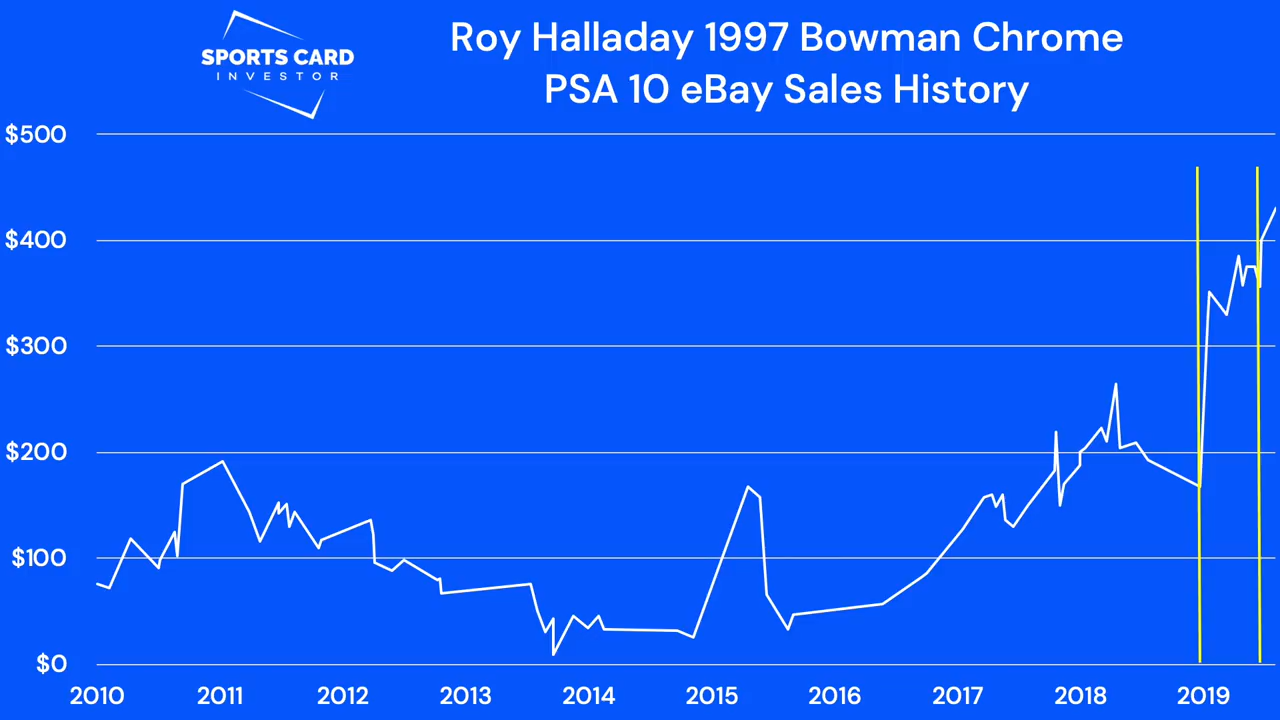 SPORTS CARD
INVESTOR
Roy Halladay 1997 Bowman Chrome
PSA 10 eBay Sales History
$500
$400
$300
$200
$100
$0
2010 2011 2012 2013 2014 2015 2016 2017 2018 2019